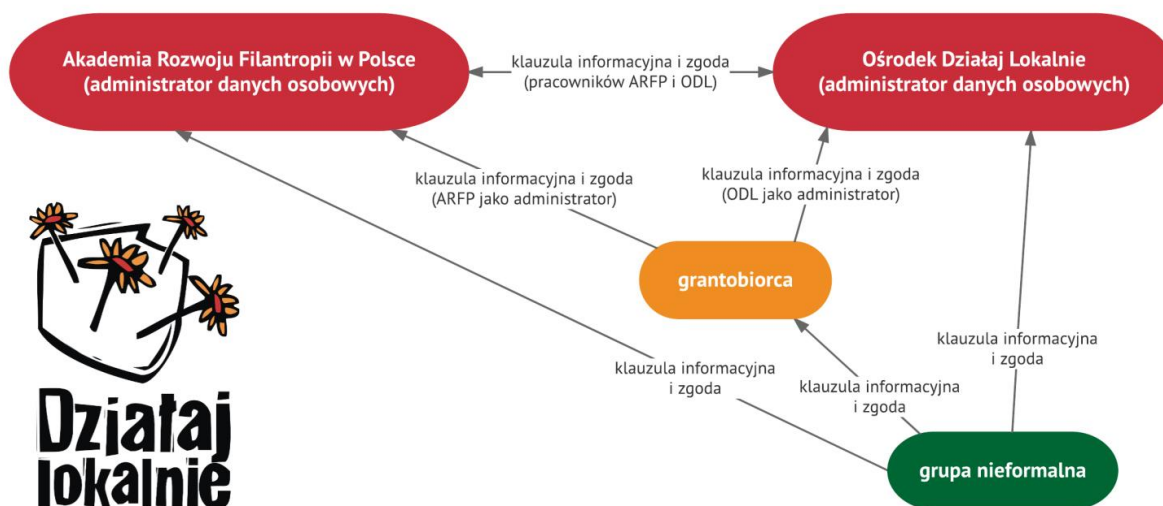 Akademia Rozwoju Filantropii w Polsce
(administrator danych osobowych)
klauzula informacyjna i zgoda
(pracowników ARFP i ODL)
Ośrodek Działaj Lokalnie
(administrator danych osobowych)
klauzula informacyjna i zgoda
(ARFP jako administrator)
klauzula informacyjna i zgoda
(ODL jako administrator)
grantobiorca
klauzula informacyjna
i zgoda
klauzula informacyjna
i zgoda
klauzula informacyjna
i zgoda
grupa nieformalna
Działaj
lokalnie